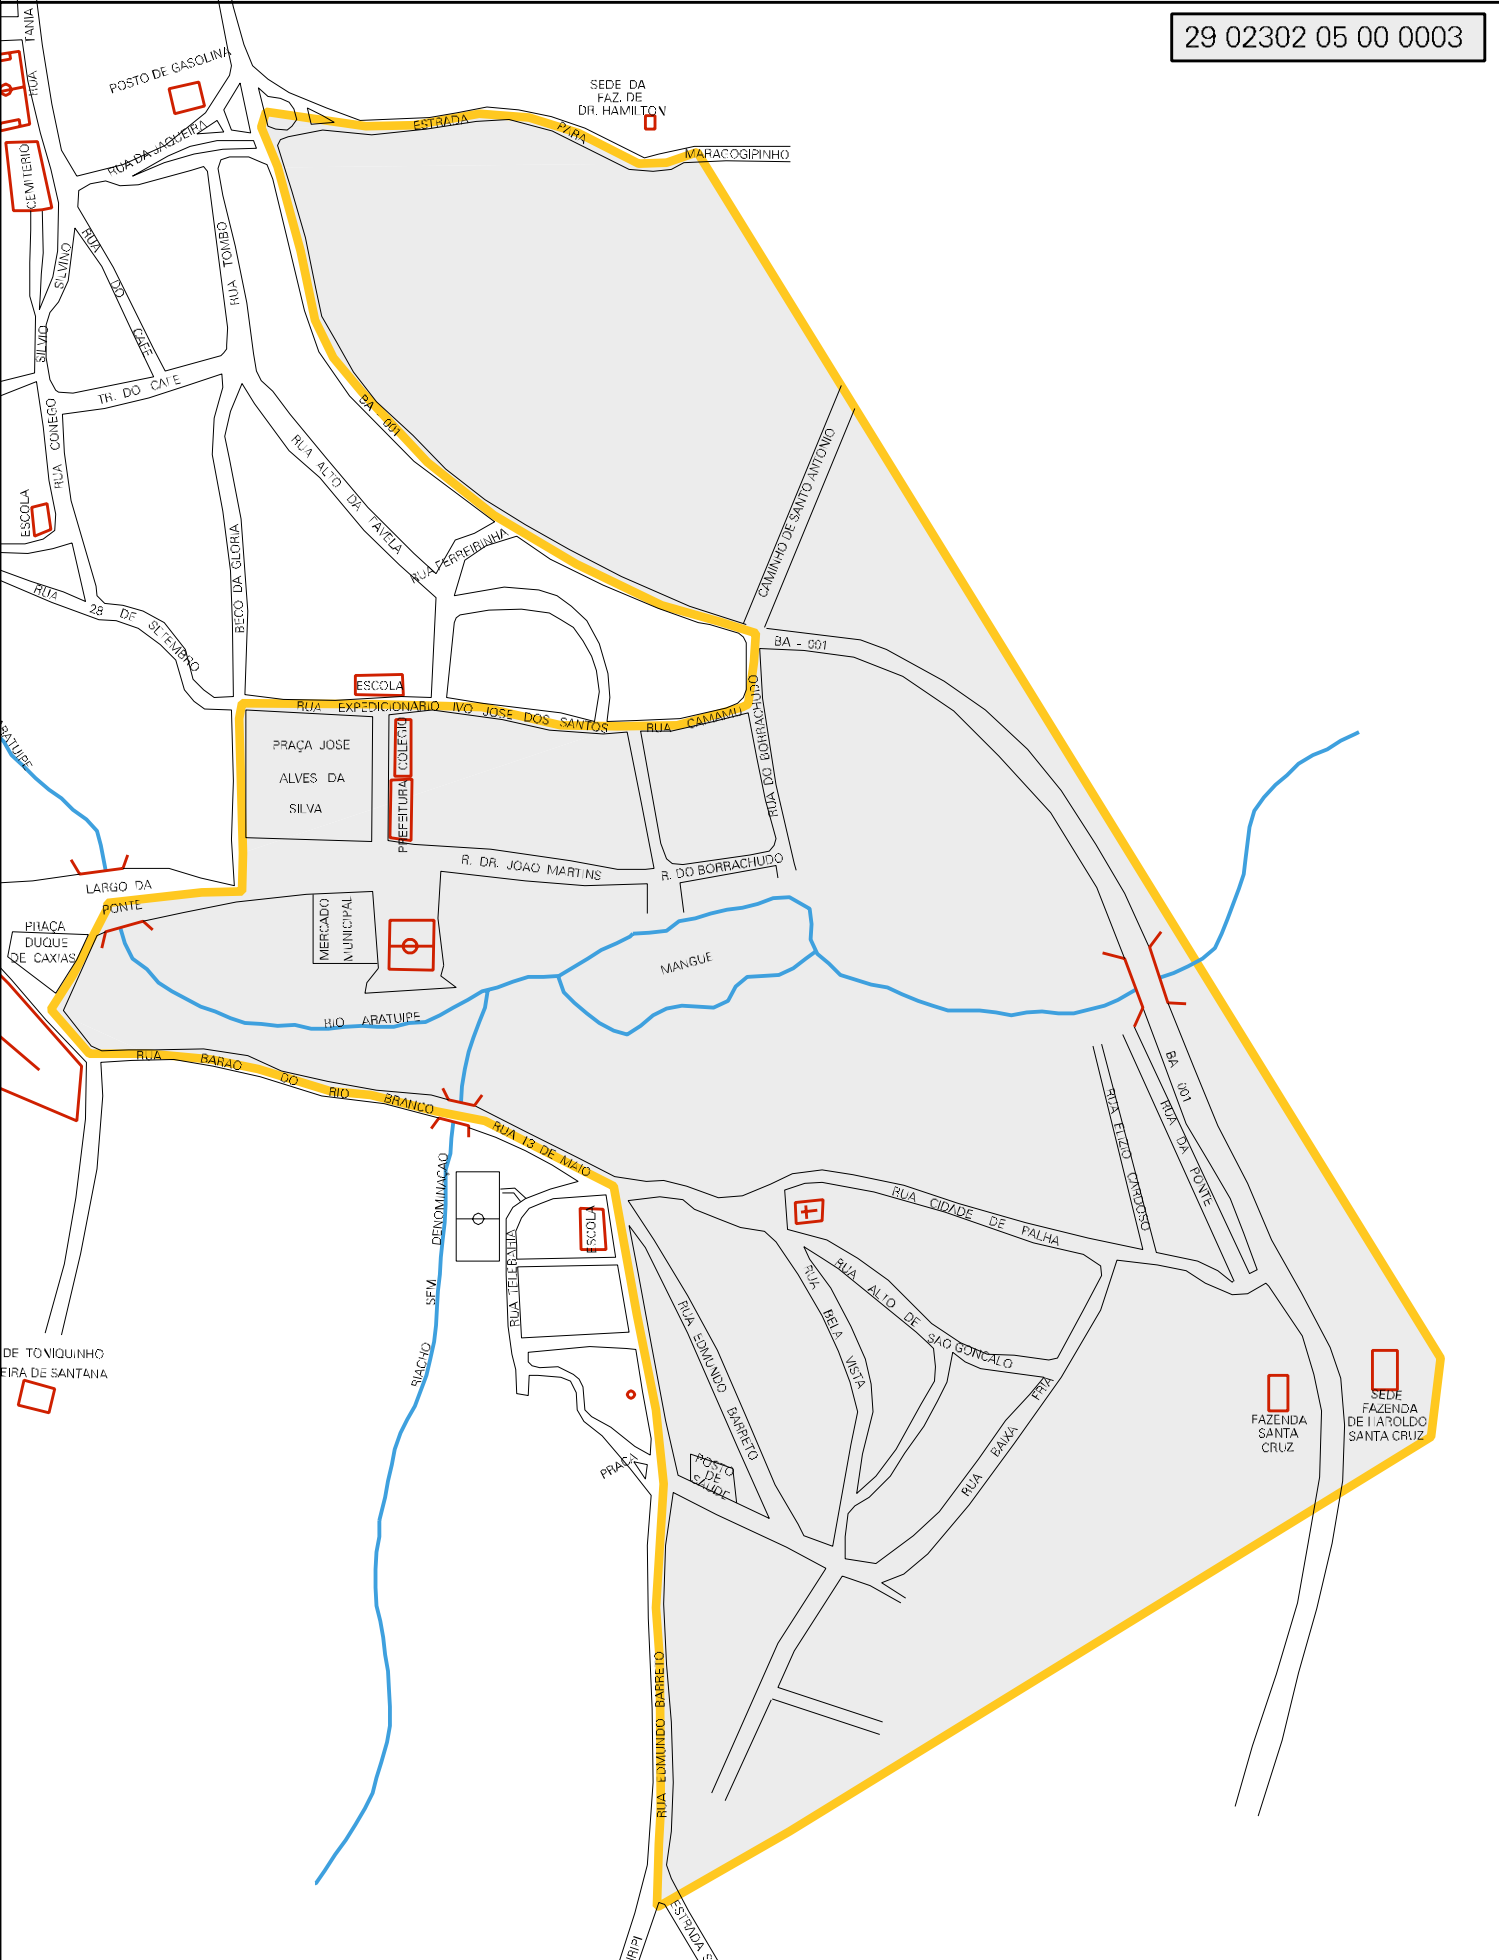 29 02302 05 00 0003
TANIA
RUA
POSTO DE GASOLINA
SEDE DA
FAZ. DE
DR. HAMILTON
ESTRADA PARA MARACOGIPINHO
RUA DA JAQUEIRA
CEMITERIO
RUA TOMBO
SILVINO
RUA DO CAFE
SILVIO
TR. DO CAFE
RUA CONEGO
BA - 001
RUA ALTO DA FAVELA
CAMINHO DE SANTO ANTONIO
ESCOLA
RUA FERREIRINHA
BECO DA GLORIA
RUA 28 DE SETEMBRO
BA - 001
ESCOLA
RUA EXPEDICIONARIO IVO JOSE DOS SANTOS
RUA CAMAMU
RUA DO BORRACHUDO
ARATUIPE
PRAÇA JOSE
ALVES DA
SILVA
COLEGIO
PREFEITURA
R. DR. JOAO MARTINS
R. DO BORRACHUDO
LARGO DA
PONTE
MERCADO
MUNICIPAL
PRAÇA
DUQUE
DE CAXIAS
MANGUE
RIO ARATUIPE
RUA BARAO DO RIO BRANCO
RUA 13 DE MAIO
BA 001
RUA DA PONTE
RUA ELIZIO CARDOSO
RIACHO SEM DENOMINAÇAO
RUA TELEBAHIA
ESCOLA
RUA CIDADE DE PALHA
RUA ALTO DE SAO GONCALO
RUA BELA VISTA
RUA EDMUNDO BARRETO
RUA BAIXA FRIA
DE TONIQUINHO
EIRA DE SANTANA
FAZENDA
SANTA
CRUZ
SEDE
FAZENDA
DE HAROLDO
SANTA CRUZ
PRAÇA
POSTO
DE
SAUDE
RUA EDMUNDO BARRETO
ESTRADA
IRIPI